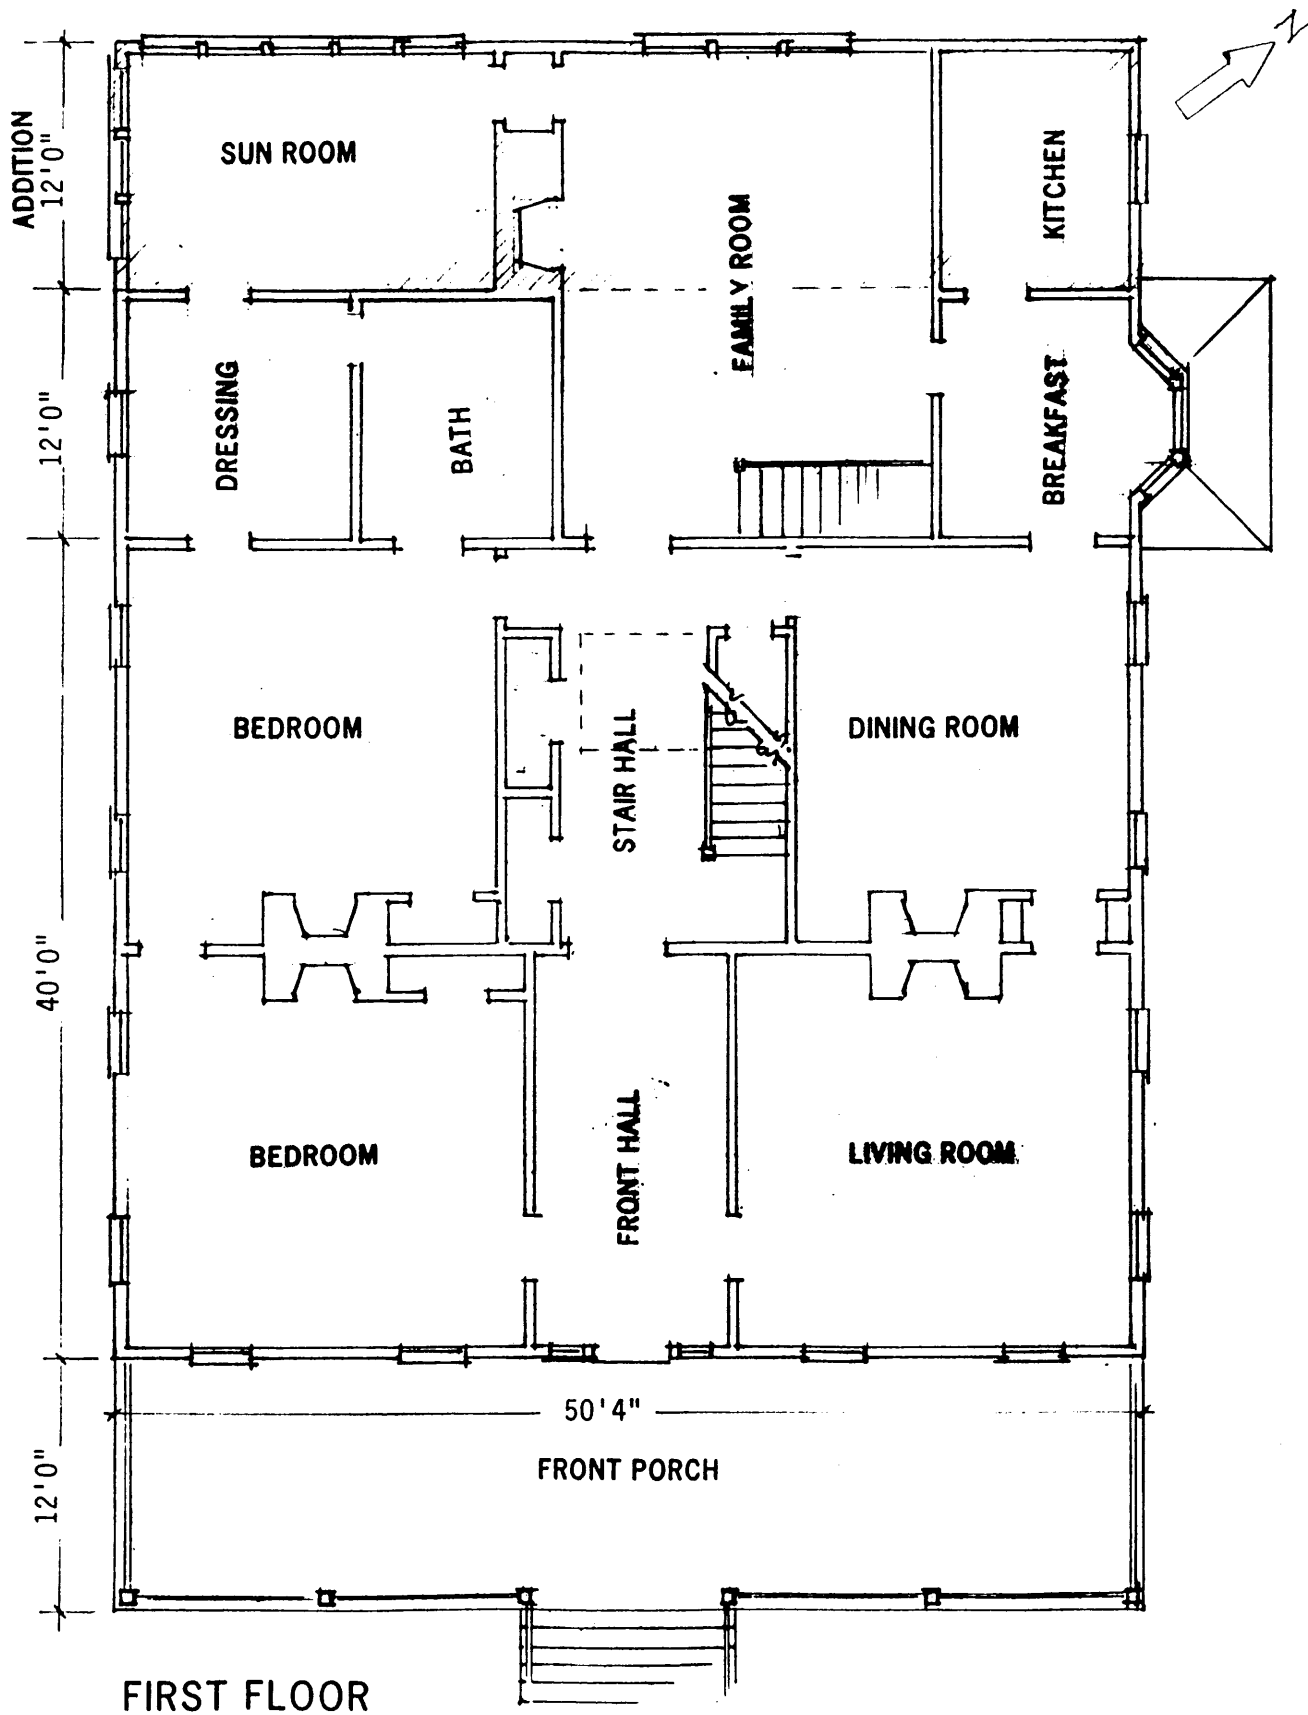 N
ADDITION
12'0"
SUN ROOM
FAMILY ROOM
KITCHEN
12'0"
DRESSING
BATH
BREAKFAST
BEDROOM
STAIR HALL
DINING ROOM
40'0"
BEDROOM
FRONT HALL
LIVING ROOM
50'4"
12'0"
FRONT PORCH
FIRST FLOOR